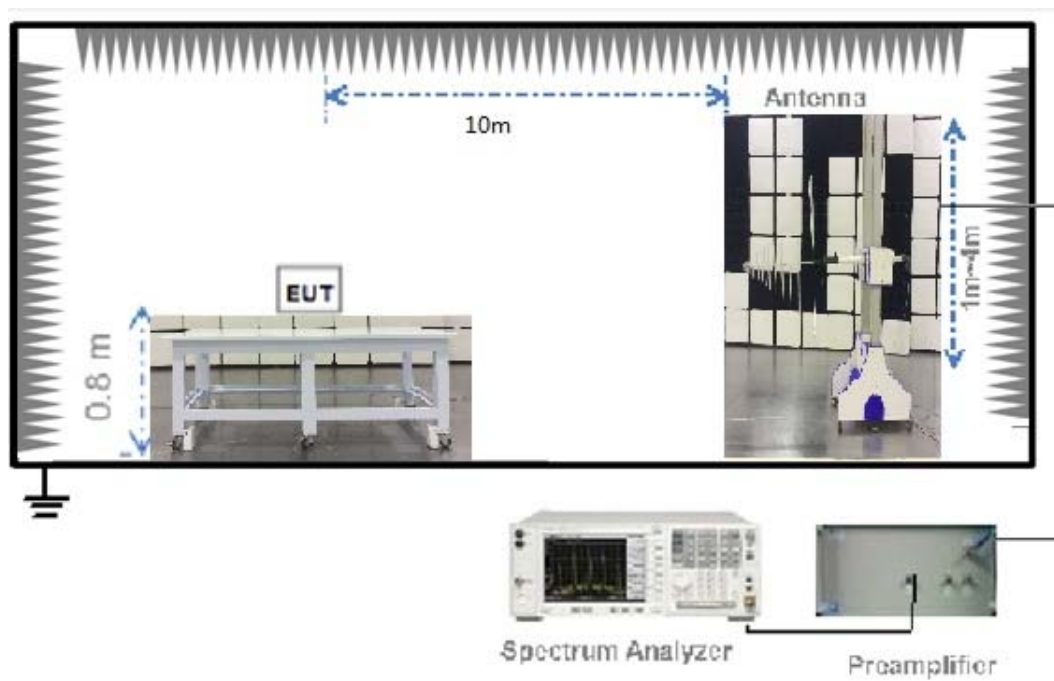 10m
Antenna
EUT
0.8 m
1m~4m
Spectrum Analyzer
Preamplifier